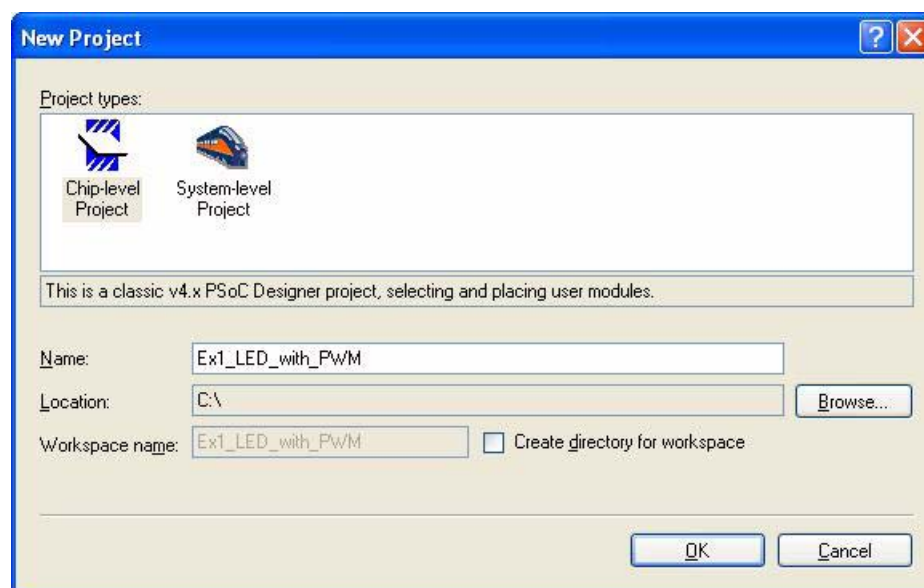 New Project
Project types:
Chip-level
Project
System-level
Project
This is a classic v4.x PSoC Designer project, selecting and placing user modules.
Name: Ex1_LED_with_PWM
Location: C:\ Browse...
Workspace name: Ex1_LED_with_PWM Create directory for workspace
OK Cancel